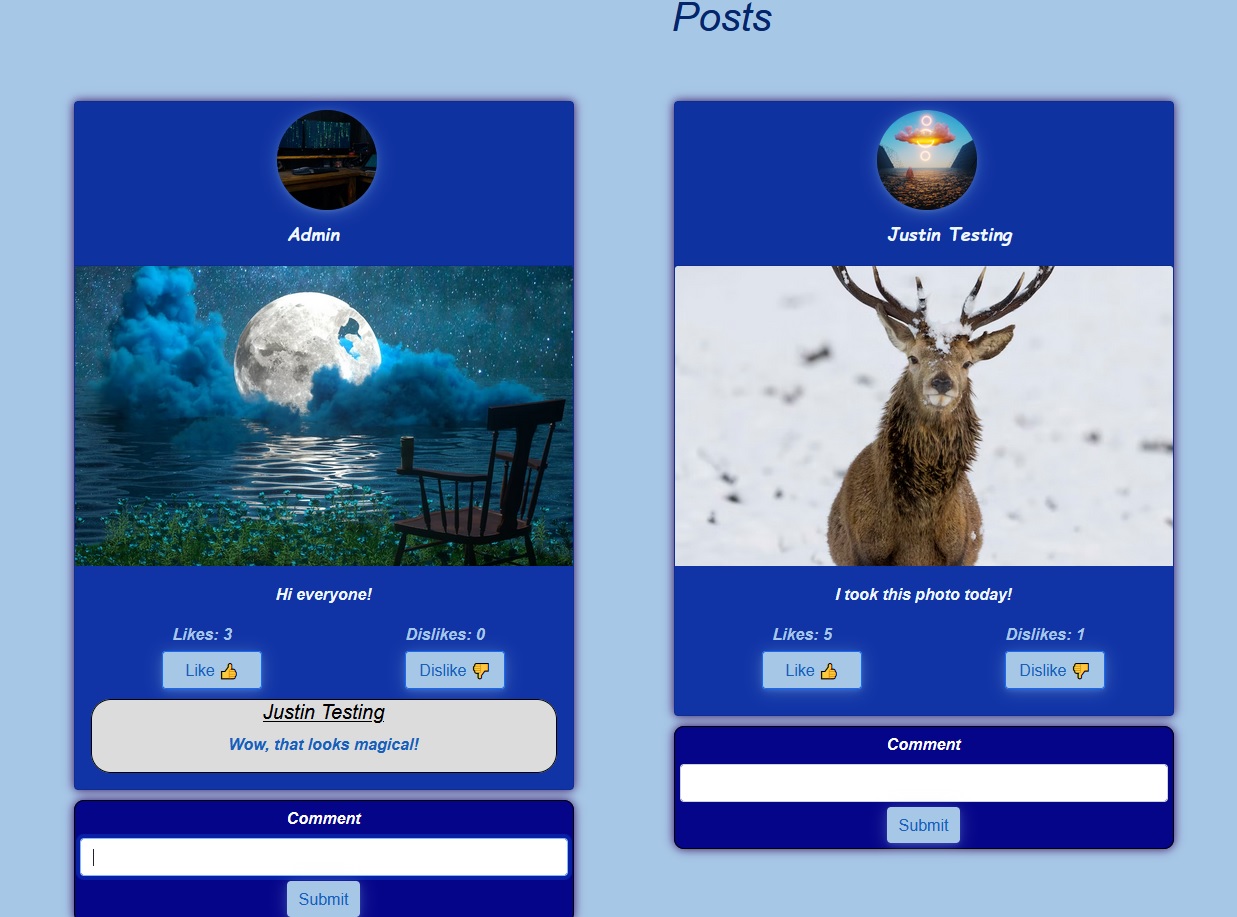 Posts
Admin
Hi everyone!
Likes: 3
Dislikes: 0
Like 👍
Dislike 👎
Justin Testing
Wow, that looks magical!
Comment
Submit
Justin Testing
I took this photo today!
Likes: 5
Dislikes: 1
Like 👍
Dislike 👎
Comment
Submit